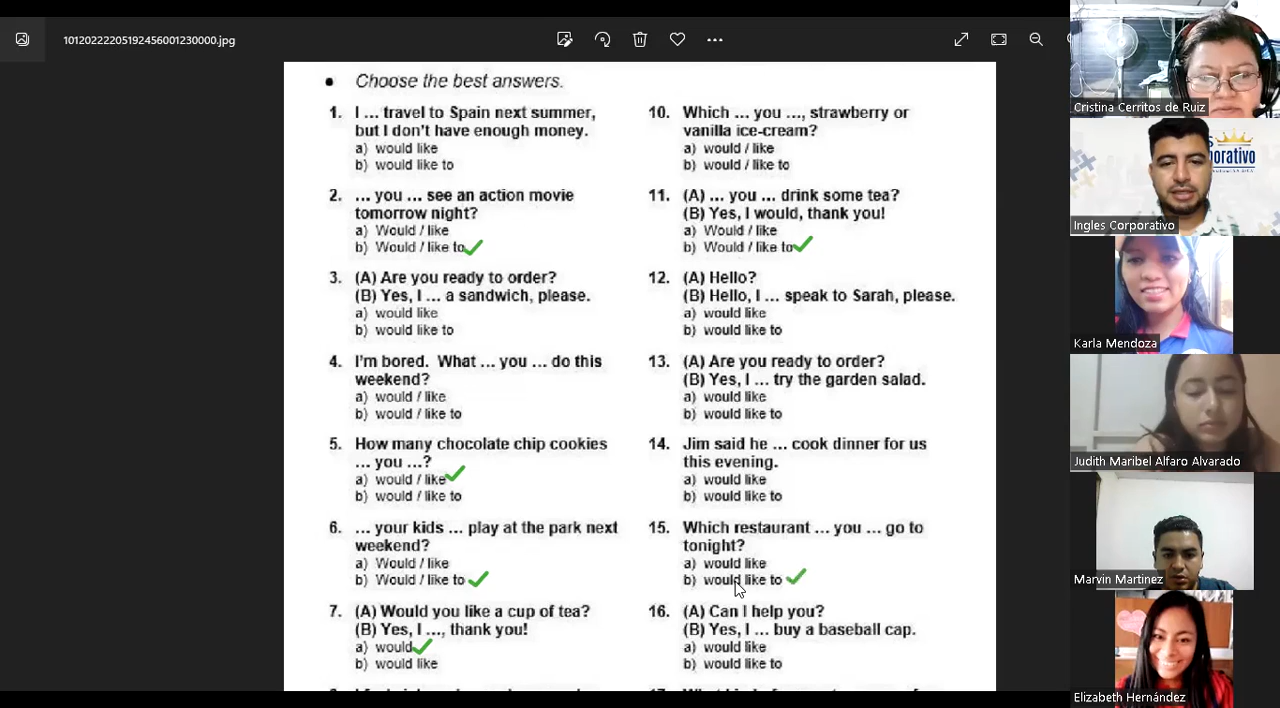 10120222205192456001230000.jpg
• Choose the best answers.
1. I ... travel to Spain next summer,
but I don't have enough money.
a) would like
b) would like to
2. ... you ... see an action movie
tomorrow night?
a) Would / like
b) Would / like to
3. (A) Are you ready to order?
(B) Yes, I ... a sandwich, please.
a) would like
b) would like to
4. I'm bored. What ... you ... do this
weekend?
a) would / like
b) would / like to
5. How many chocolate chip cookies
... you ...?
a) would / like
b) would / like to
6. ... your kids ... play at the park next
weekend?
a) Would / like
b) Would / like to
7. (A) Would you like a cup of tea?
(B) Yes, I ..., thank you!
a) would
b) would like
10. Which ... you ..., strawberry or
vanilla ice-cream?
a) would / like
b) would / like to
11. (A) ... you ... drink some tea?
(B) Yes, I would, thank you!
a) Would / like
b) Would / like to
12. (A) Hello?
(B) Hello, I ... speak to Sarah, please.
a) would like
b) would like to
13. (A) Are you ready to order?
(B) Yes, I ... try the garden salad.
a) would like
b) would like to
14. Jim said he ... cook dinner for us
this evening.
a) would like
b) would like to
15. Which restaurant ... you ... go to
tonight?
a) would like
b) would like to
16. (A) Can I help you?
(B) Yes, I ... buy a baseball cap.
a) would like
b) would like to
Cristina Cerritos de Ruiz
orativo
Ingles Corporativo
Karla Mendoza
Judith Maribel Alfaro Alvarado
Marvin Martinez
Elizabeth Hernández